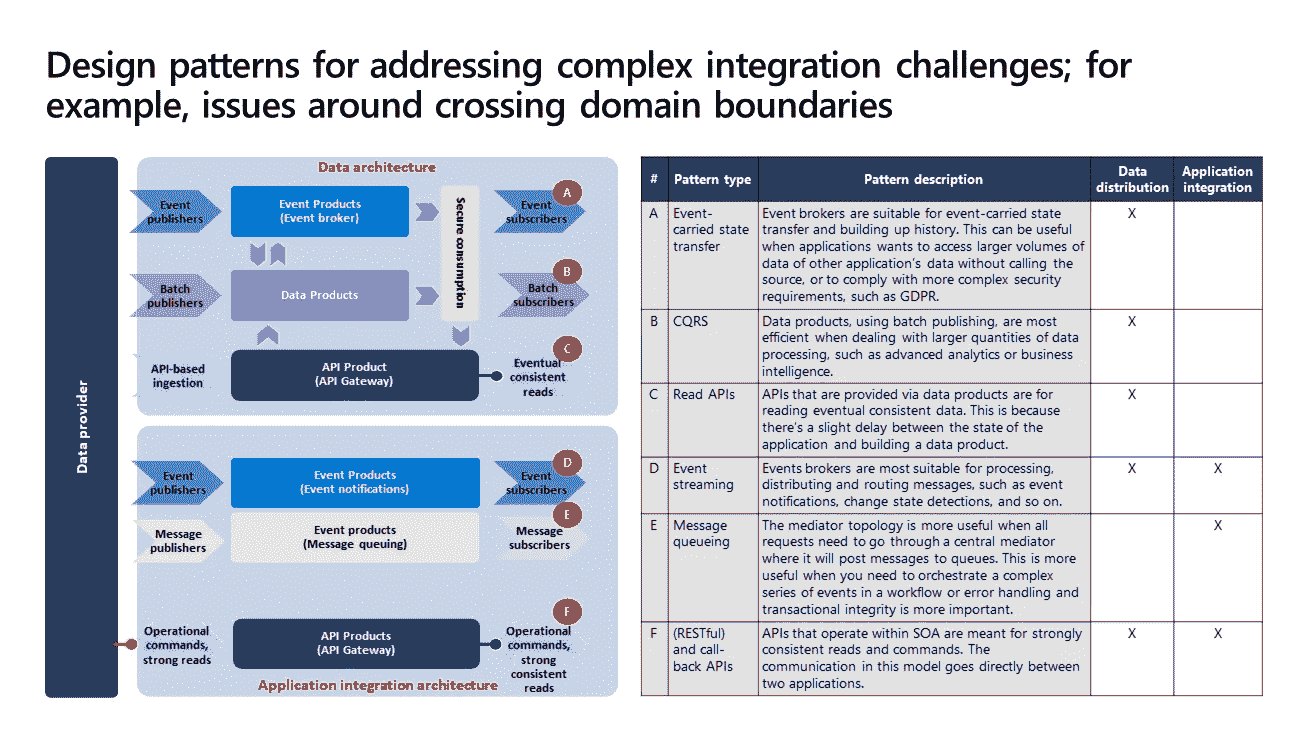 Design patterns for addressing complex integration challenges; for
example, issues around crossing domain boundaries
Data provider
Data architecture
Event
publishers
Event Products
(Event broker)
Secure consumption
A
Event
subscribers
Batch
publishers
Data Products
B
Batch
subscribers
API-based
ingestion
API Product
(API Gateway)
C
Eventual
consistent
reads
Event
publishers
Event Products
(Event notifications)
D
Event
subscribers
Message
publishers
Event products
(Message queuing)
E
Message
subscribers
Operational
commands,
strong reads
API Products
(API Gateway)
F
Operational
commands,
strong
consistent
reads
Application integration architecture
#
Pattern type
Pattern description
Data
distribution
Application
integration
A
Event-
carried state
transfer
Event brokers are suitable for event-carried state
transfer and building up history. This can be useful
when applications wants to access larger volumes of
data of other application's data without calling the
source, or to comply with more complex security
requirements, such as GDPR.
X
B
CQRS
Data products, using batch publishing, are most
efficient when dealing with larger quantities of data
processing, such as advanced analytics or business
intelligence.
X
C
Read APIs
APIs that are provided via data products are for
reading eventual consistent data. This is because
there's a slight delay between the state of the
application and building a data product.
X
D
Event
streaming
Events brokers are most suitable for processing,
distributing and routing messages, such as event
notifications, change state detections, and so on.
X
X
E
Message
queueing
The mediator topology is more useful when all
requests need to go through a central mediator
where it will post messages to queues. This is more
useful when you need to orchestrate a complex
series of events in a workflow or error handling and
transactional integrity is more important.
X
F
(RESTful)
and call-
back APIs
APIs that operate within SOA are meant for strongly
consistent reads and commands. The
communication in this model goes directly between
two applications.
X
X